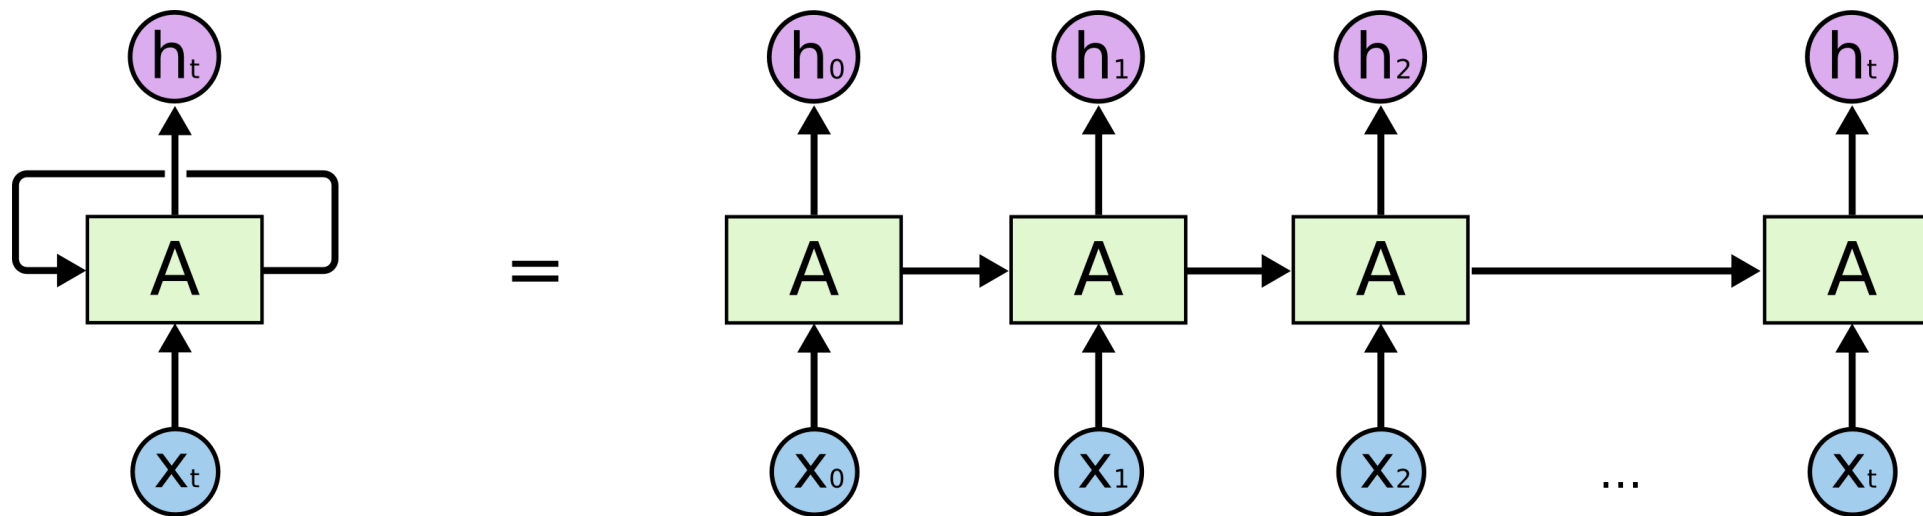 ht h0 h1 h2 ht
A = A A A A
xt x0 x1 x2 ... xt